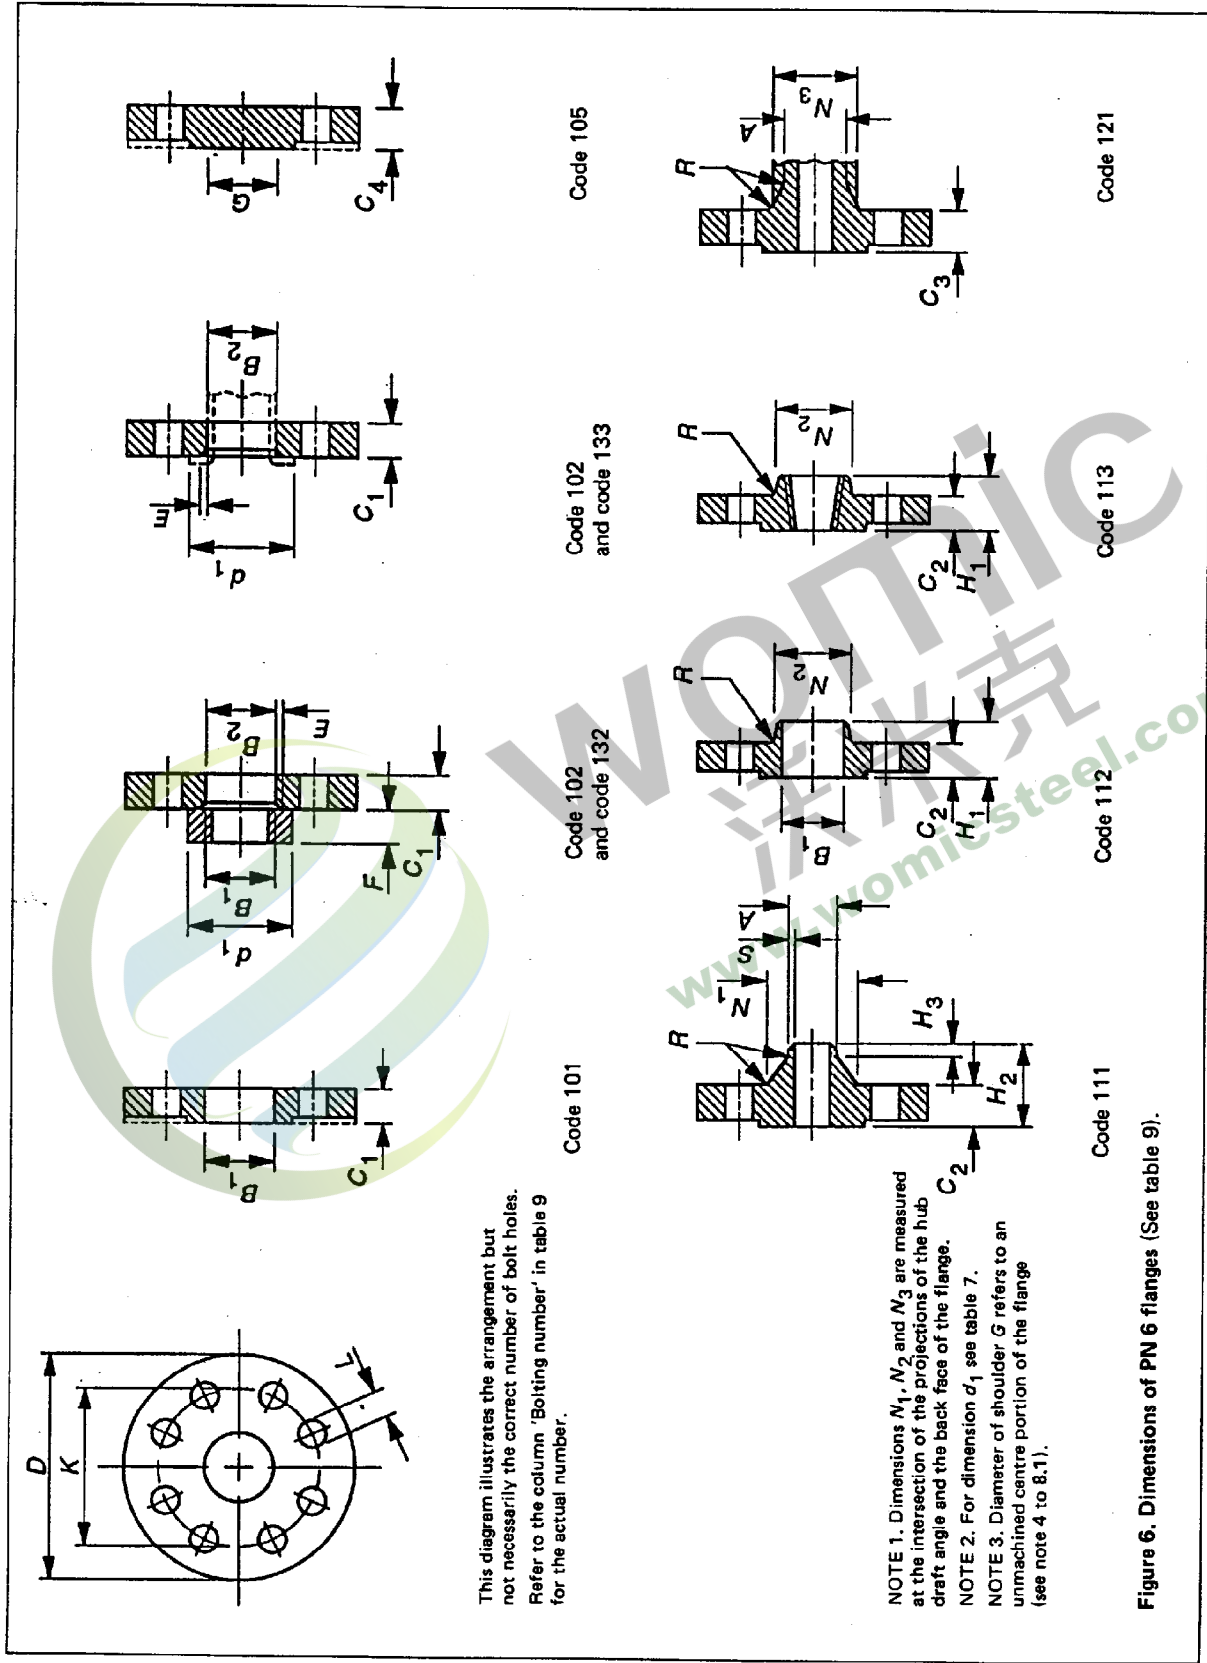 D
K
L
This diagram illustrates the arrangement but
not necessarily the correct number of bolt holes.
Refer to the column 'Bolting number' in table 9
for the actual number.
B1
C1
Code 101
d1
B1
F
C1
B2
E
Code 102
and code 132
d1
E
C1
B2
Code 102
and code 133
G
C4
Code 105
NOTE 1. Dimensions N1, N2 and N3 are measured
at the intersection of the projections of the hub
draft angle and the back face of the flange.
NOTE 2. For dimension d1 see table 7.
NOTE 3. Diameter of shoulder G refers to an
unmachined centre portion of the flange
(see note 4 to 8.1).
R
N1
S
A
C2
H2
H3
Code 111
R
B1
N2
C2
H1
Code 112
R
N2
C2
H1
Code 113
R
A
N3
C3
Code 121
Figure 6. Dimensions of PN 6 flanges (See table 9).
womic
沃米克
www.womicsteel.co